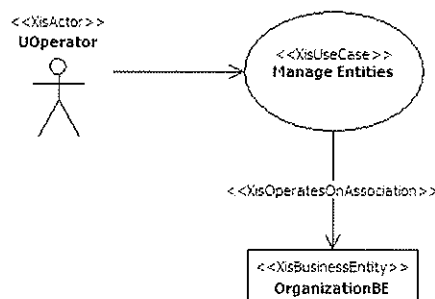 <<XisActor>>
UOperator
<<XisUseCase>>
Manage Entities
<<XisOperatesOnAssociation>>
<<XisBusinessEntity>>
OrganizationBE